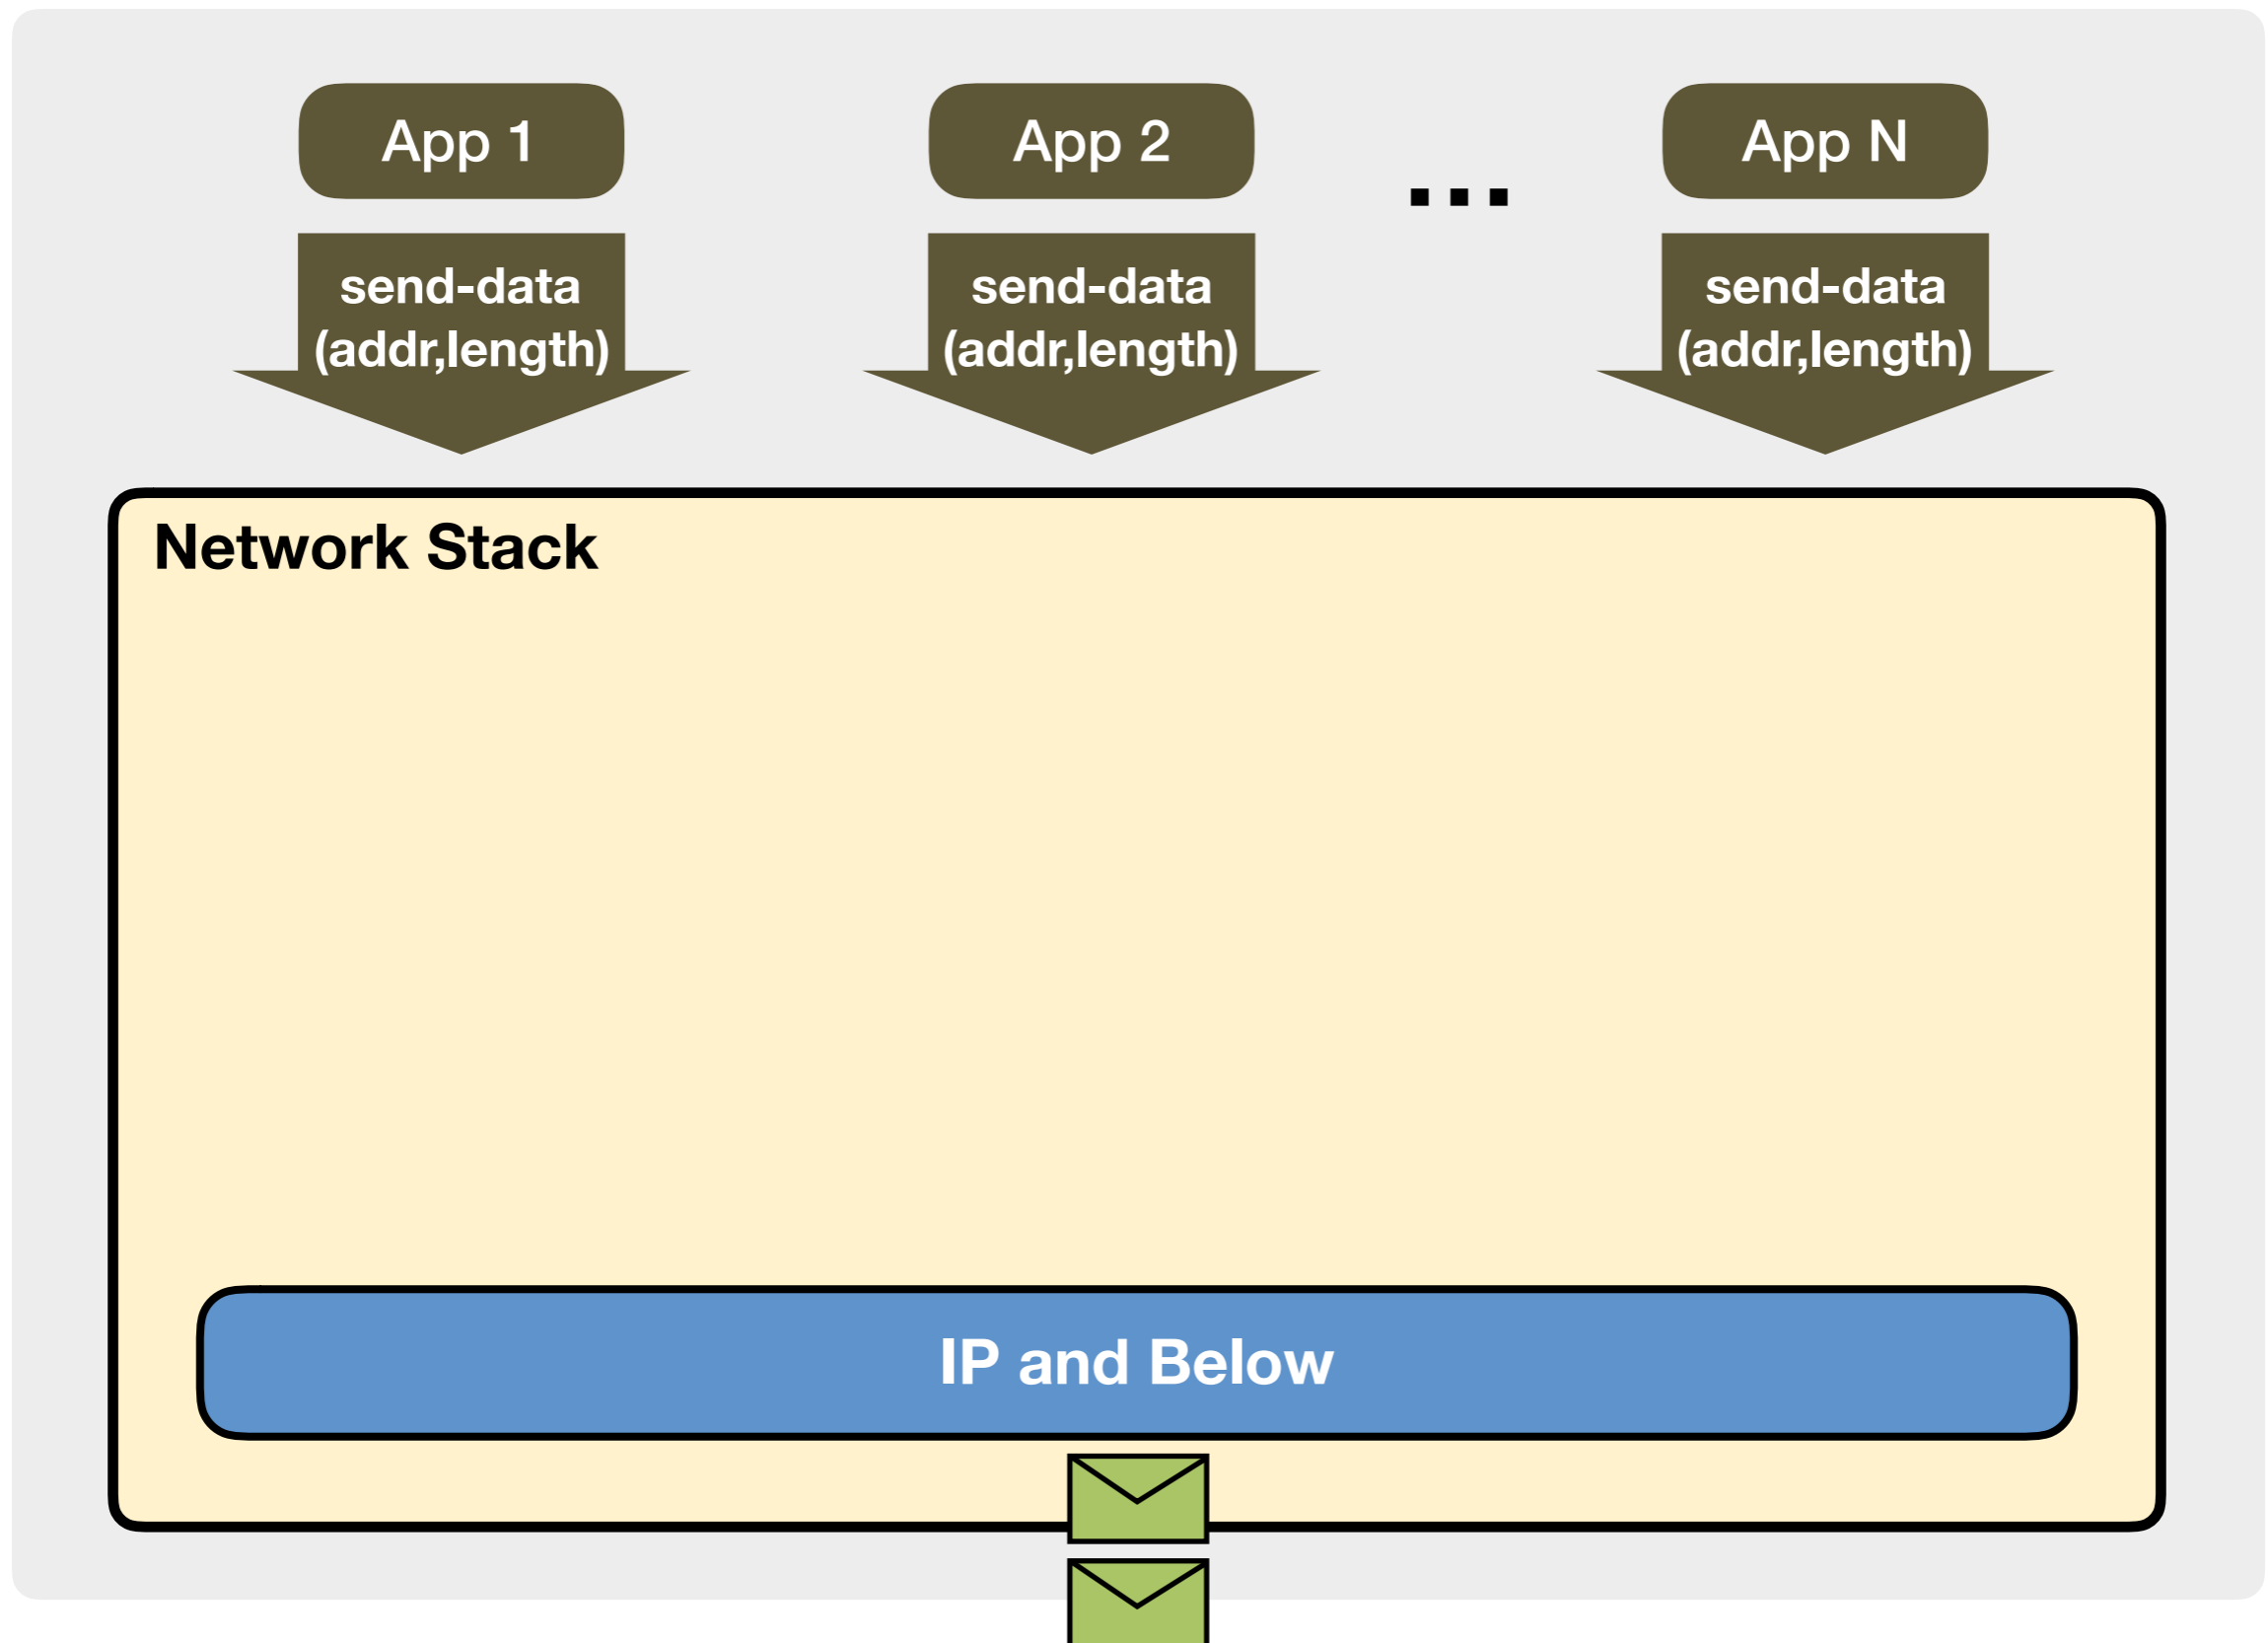 App 1
App 2
...
App N
send-data
(addr,length)
send-data
(addr,length)
send-data
(addr,length)
Network Stack
IP and Below